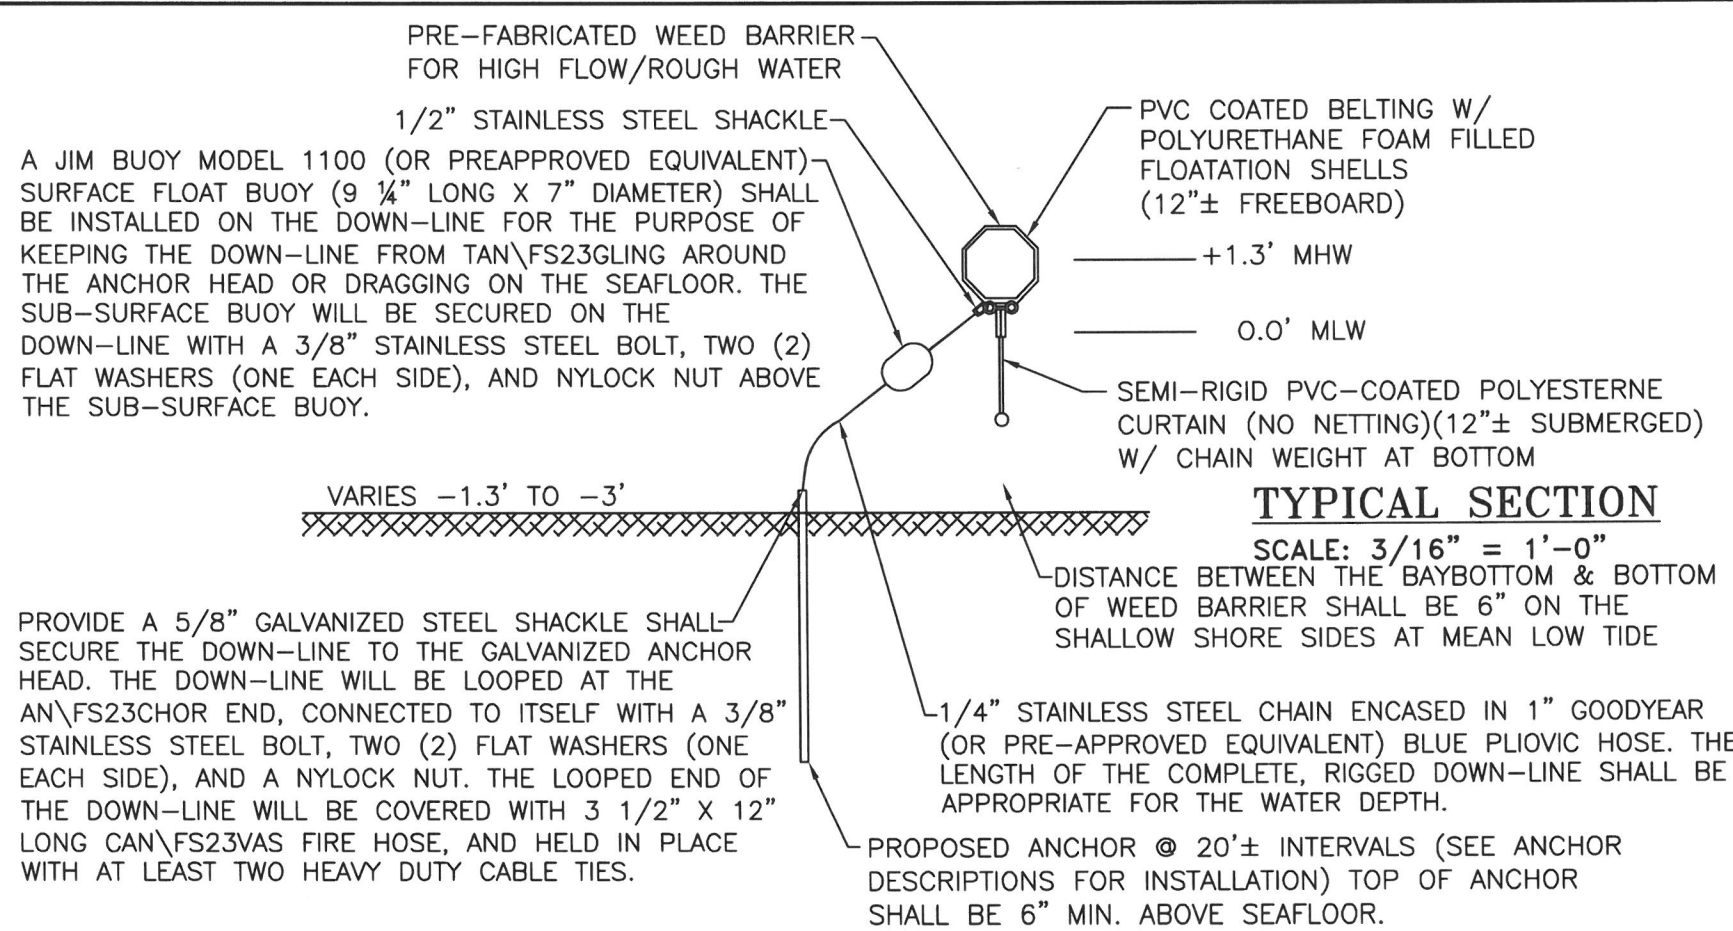 PRE-FABRICATED WEED BARRIER
FOR HIGH FLOW/ROUGH WATER
1/2" STAINLESS STEEL SHACKLE
A JIM BUOY MODEL 1100 (OR PREAPPROVED EQUIVALENT)
SURFACE FLOAT BUOY (9 ¼" LONG X 7" DIAMETER) SHALL
BE INSTALLED ON THE DOWN-LINE FOR THE PURPOSE OF
KEEPING THE DOWN-LINE FROM TAN\FS23GLING AROUND
THE ANCHOR HEAD OR DRAGGING ON THE SEAFLOOR. THE
SUB-SURFACE BUOY WILL BE SECURED ON THE
DOWN-LINE WITH A 3/8" STAINLESS STEEL BOLT, TWO (2)
FLAT WASHERS (ONE EACH SIDE), AND NYLOCK NUT ABOVE
THE SUB-SURFACE BUOY.
PVC COATED BELTING W/
POLYURETHANE FOAM FILLED
FLOATATION SHELLS
(12"± FREEBOARD)
+1.3' MHW
0.0' MLW
SEMI-RIGID PVC-COATED POLYESTERNE
CURTAIN (NO NETTING)(12"± SUBMERGED)
W/ CHAIN WEIGHT AT BOTTOM
VARIES -1.3' TO -3'
TYPICAL SECTION
SCALE: 3/16" = 1'-0"
DISTANCE BETWEEN THE BAYBOTTOM & BOTTOM
OF WEED BARRIER SHALL BE 6" ON THE
SHALLOW SHORE SIDES AT MEAN LOW TIDE
PROVIDE A 5/8" GALVANIZED STEEL SHACKLE SHALL
SECURE THE DOWN-LINE TO THE GALVANIZED ANCHOR
HEAD. THE DOWN-LINE WILL BE LOOPED AT THE
AN\FS23CHOR END, CONNECTED TO ITSELF WITH A 3/8"
STAINLESS STEEL BOLT, TWO (2) FLAT WASHERS (ONE
EACH SIDE), AND A NYLOCK NUT. THE LOOPED END OF
THE DOWN-LINE WILL BE COVERED WITH 3 1/2" X 12"
LONG CAN\FS23VAS FIRE HOSE, AND HELD IN PLACE
WITH AT LEAST TWO HEAVY DUTY CABLE TIES.
1/4" STAINLESS STEEL CHAIN ENCASED IN 1" GOODYEAR
(OR PRE-APPROVED EQUIVALENT) BLUE PLIOVIC HOSE. THE
LENGTH OF THE COMPLETE, RIGGED DOWN-LINE SHALL BE
APPROPRIATE FOR THE WATER DEPTH.
PROPOSED ANCHOR @ 20'± INTERVALS (SEE ANCHOR
DESCRIPTIONS FOR INSTALLATION) TOP OF ANCHOR
SHALL BE 6" MIN. ABOVE SEAFLOOR.